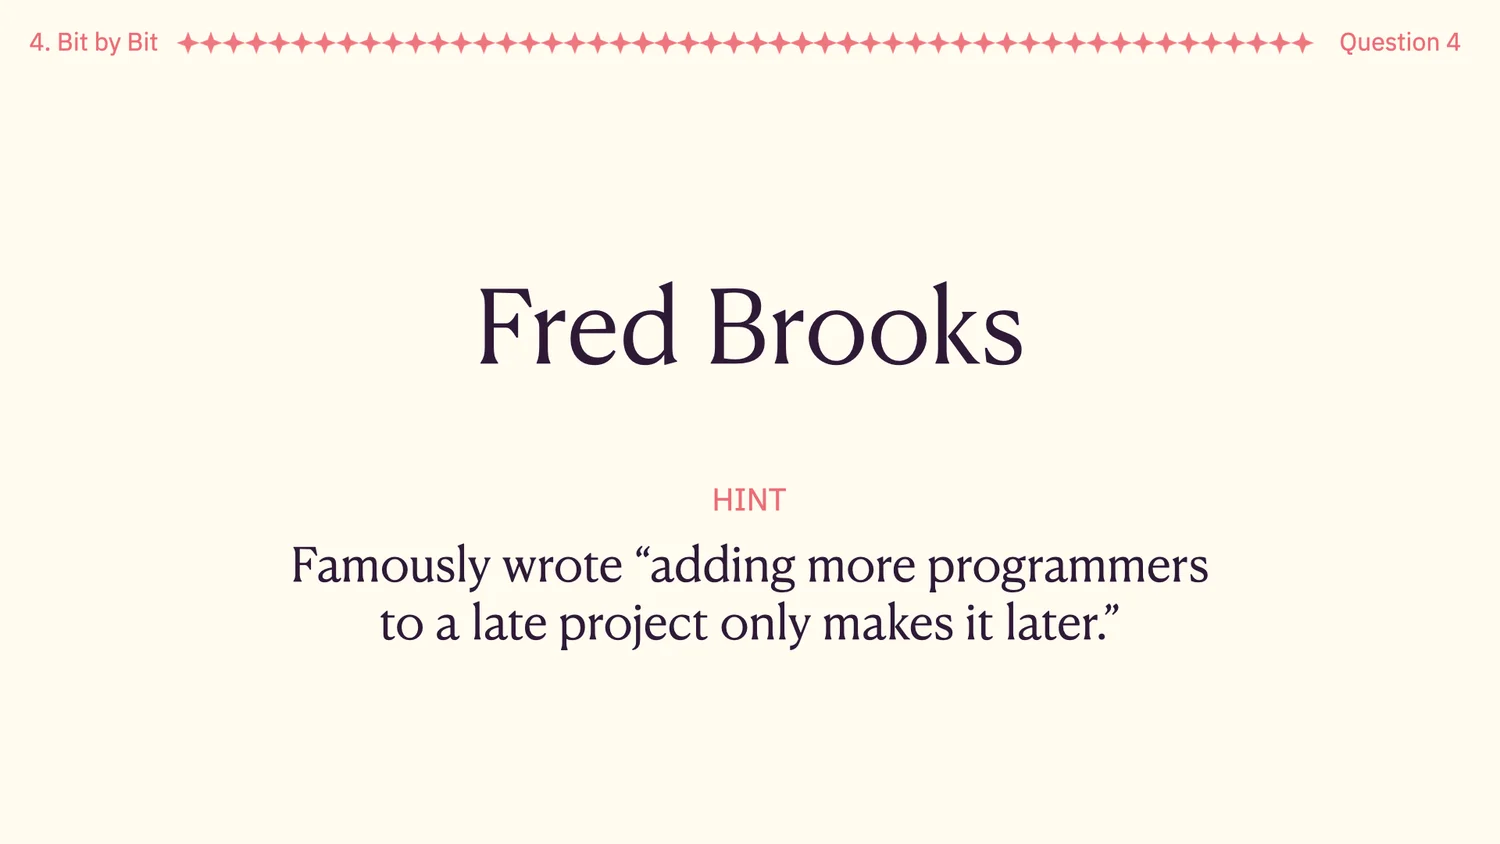 4. Bit by Bit
Question 4
Fred Brooks
HINT
Famously wrote “adding more programmers
to a late project only makes it later.”